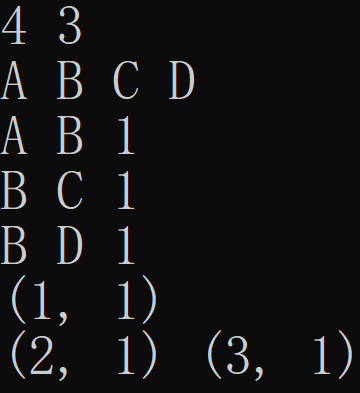 4 3
A B C D
A B 1
B C 1
B D 1
(1, 1)
(2, 1) (3, 1)